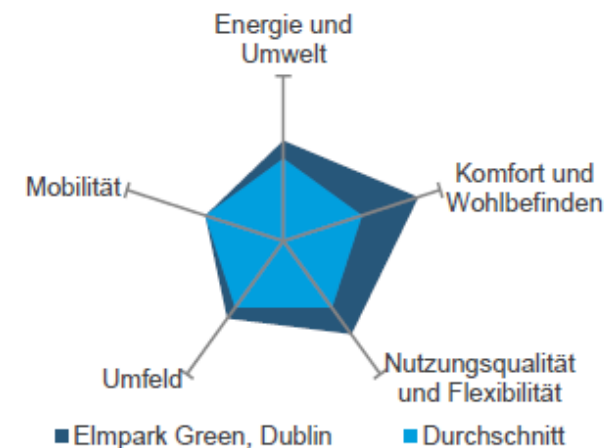 Energie und
Umwelt
Mobilität
Komfort und
Wohlbefinden
Umfeld
Nutzungsqualität
und Flexibilität
Elmpark Green, Dublin
Durchschnitt